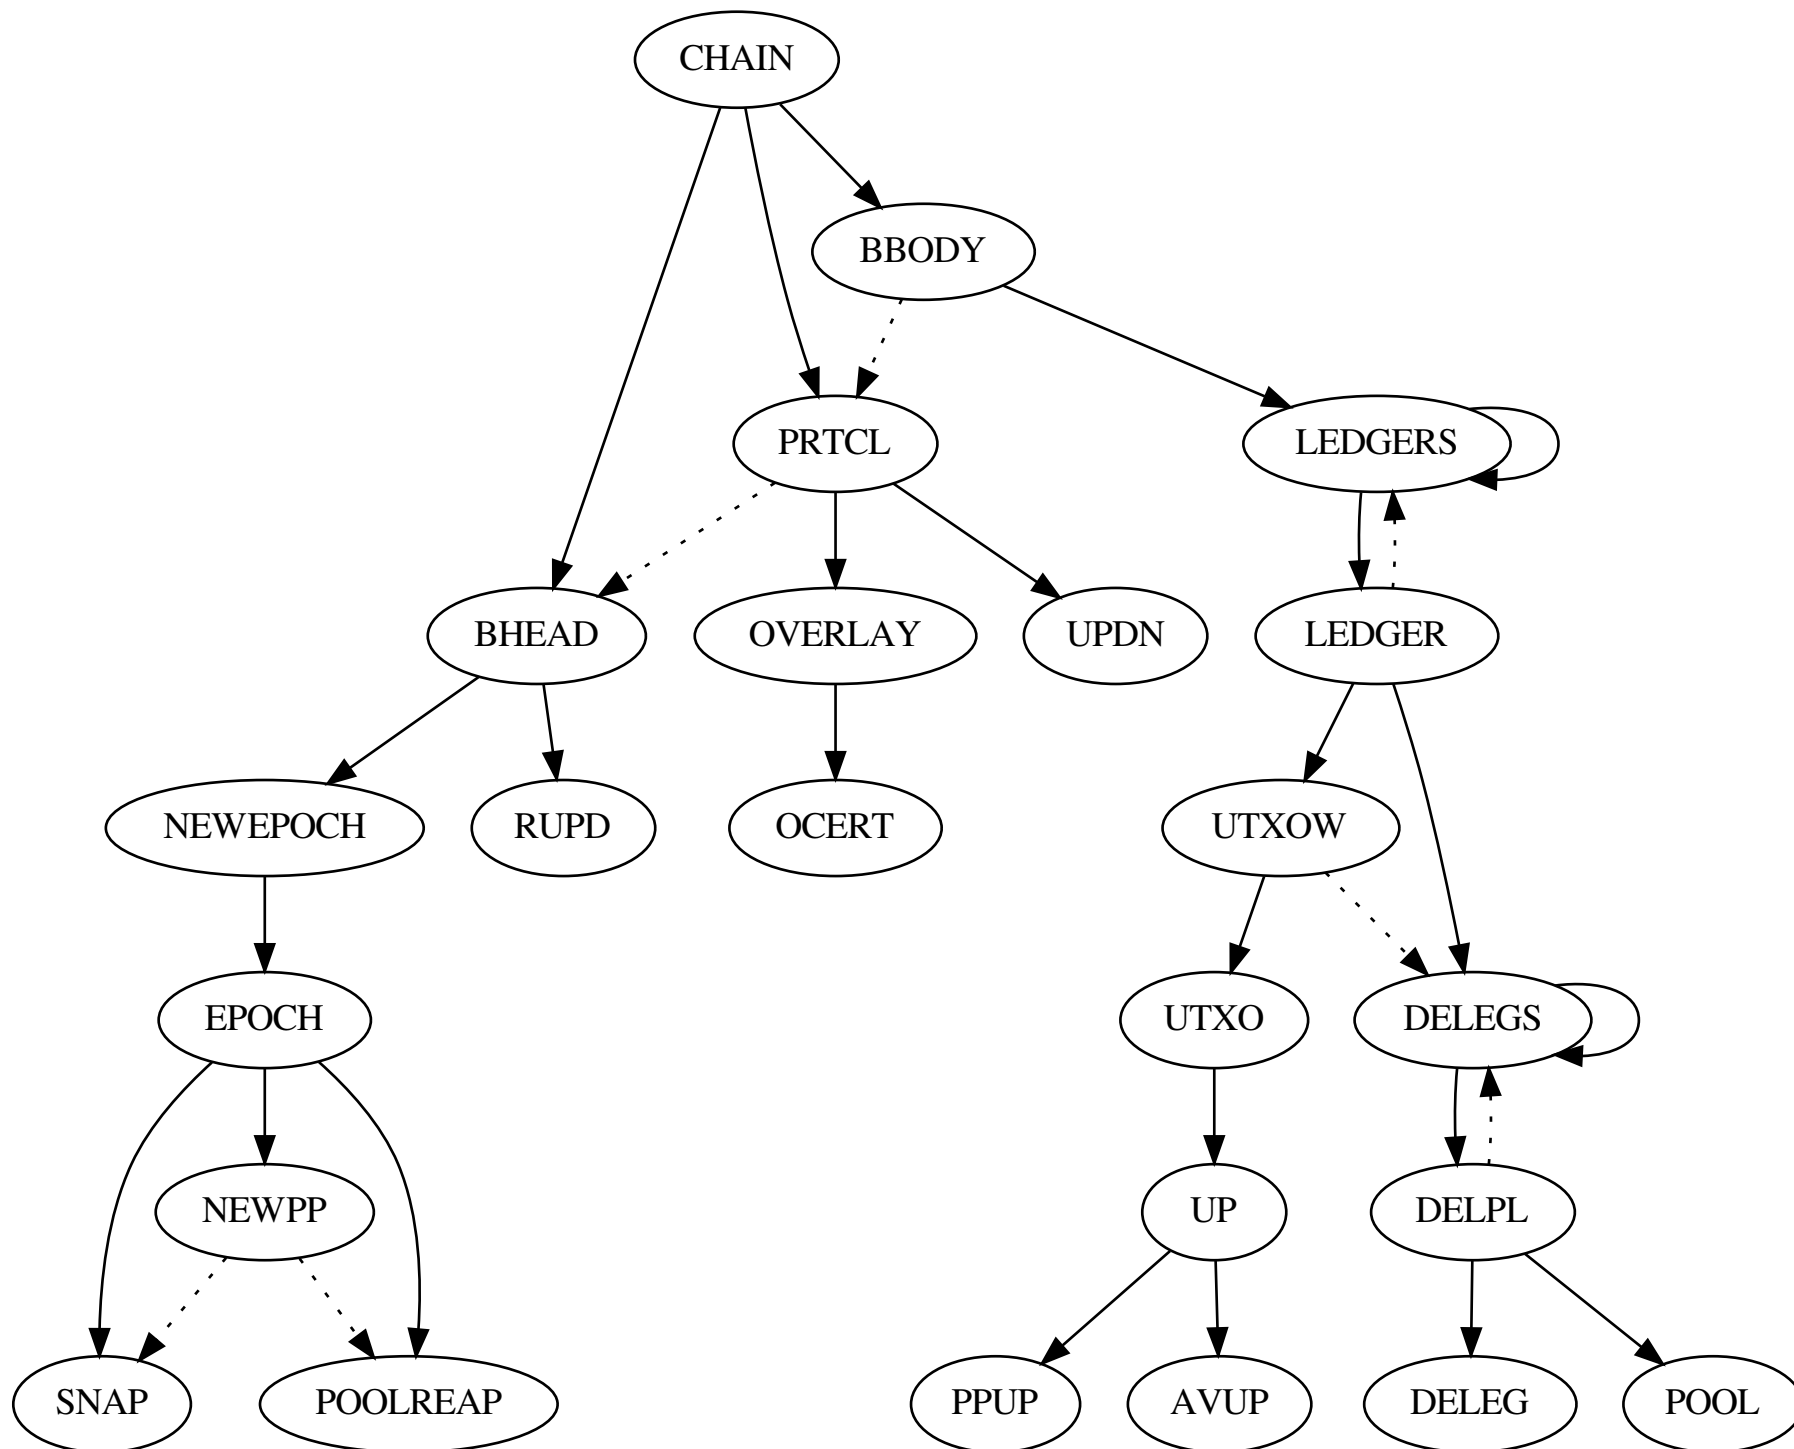 CHAIN
BBODY
PRTCL
LEDGERS
BHEAD
OVERLAY
UPDN
LEDGER
NEWEPOCH
RUPD
OCERT
UTXOW
EPOCH
UTXO
DELEGS
NEWPP
UP
DELPL
SNAP
POOLREAP
PPUP
AVUP
DELEG
POOL